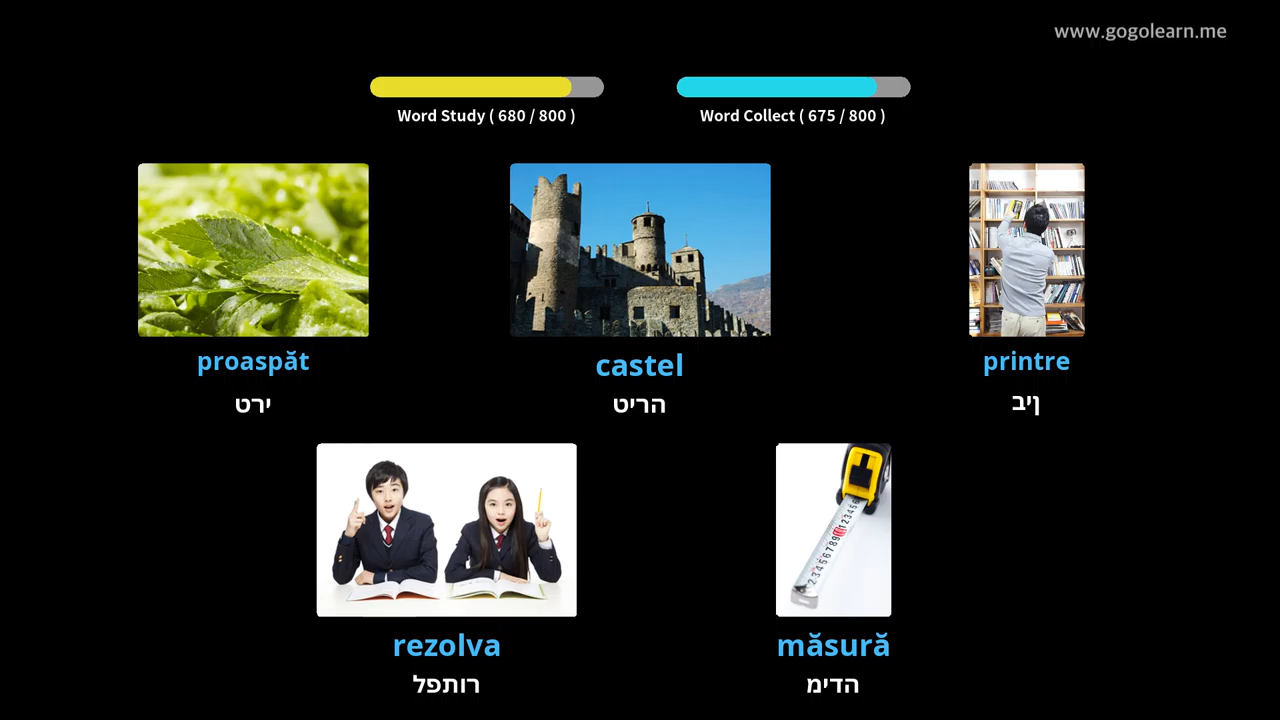 www.gogolearn.me
Word Study ( 680 / 800 )
Word Collect ( 675 / 800 )
proaspăt
ירט
castel
הריט
printre
ןיב
rezolva
רותפל
măsură
הדימ